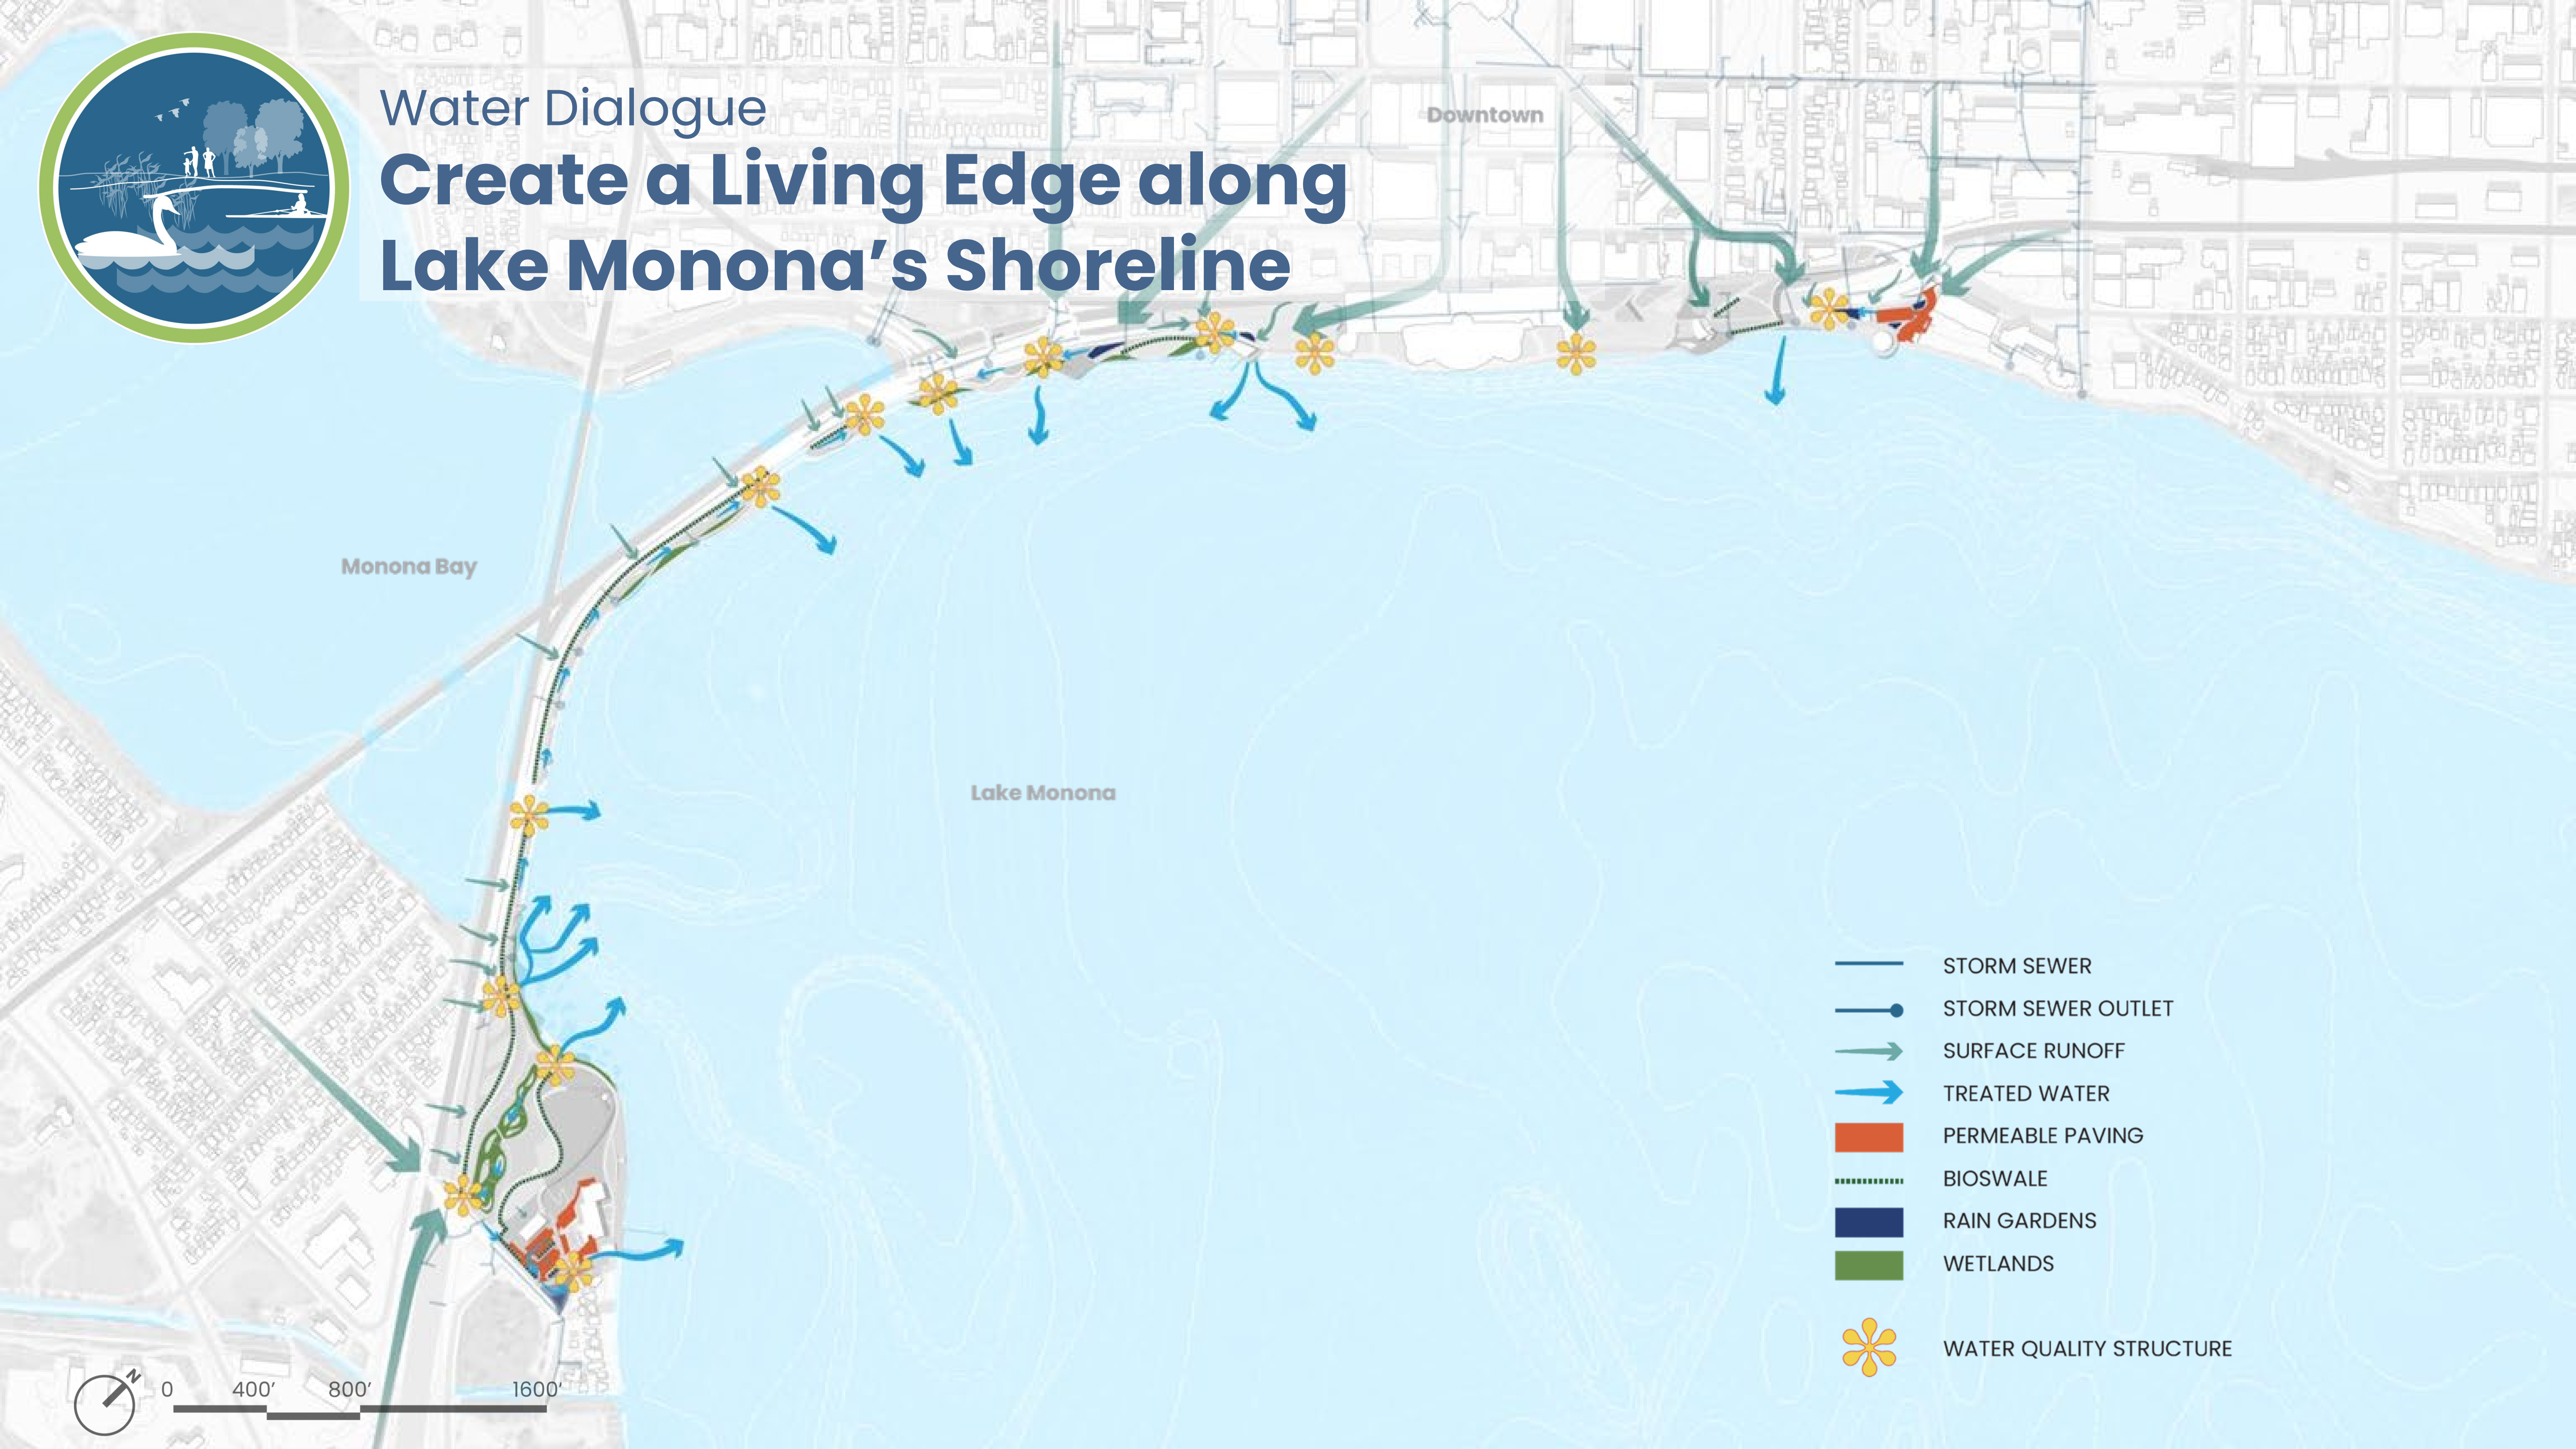 Water Dialogue
Create a Living Edge along
Lake Monona’s Shoreline
Downtown
Monona Bay
Lake Monona
STORM SEWER
STORM SEWER OUTLET
SURFACE RUNOFF
TREATED WATER
PERMEABLE PAVING
BIOSWALE
RAIN GARDENS
WETLANDS
WATER QUALITY STRUCTURE
N
0 400’ 800’ 1600’